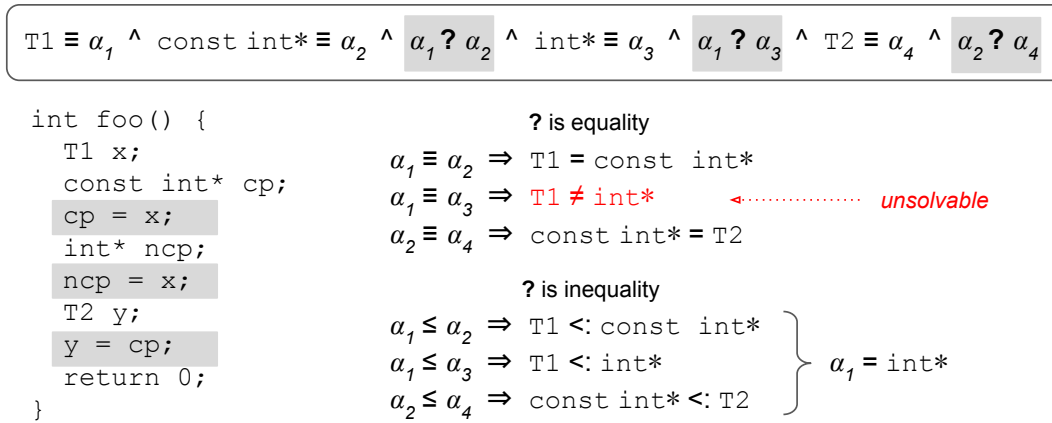 T1 ≡ α₁ ^ const int* ≡ α₂ ^ α₁ ? α₂ ^ int* ≡ α₃ ^ α₁ ? α₃ ^ T2 ≡ α₄ ^ α₂ ? α₄
int foo() {
T1 x;
const int* cp;
cp = x;
int* ncp;
ncp = x;
T2 y;
y = cp;
return 0;
}
? is equality
α₁ ≡ α₂ ⇒ T1 = const int*
α₁ ≡ α₃ ⇒ T1 ≠ int* unsolvable
α₂ ≡ α₄ ⇒ const int* = T2
? is inequality
α₁ ≤ α₂ ⇒ T1 <: const int*
α₁ ≤ α₃ ⇒ T1 <: int* α₁ = int*
α₂ ≤ α₄ ⇒ const int* <: T2